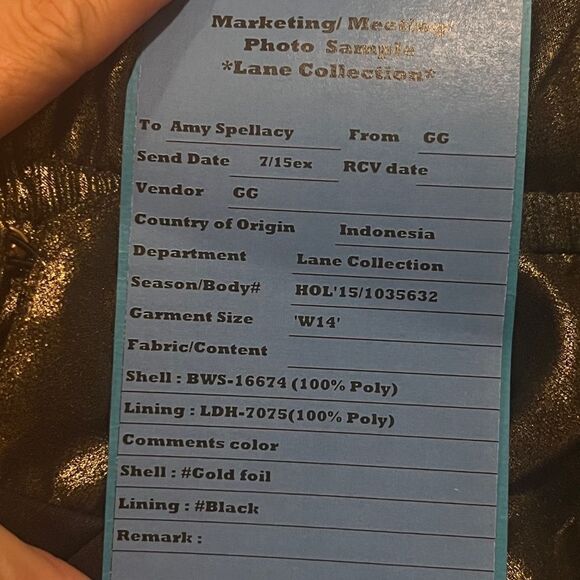 Marketing/ Meeting/
Photo Sample
*Lane Collection*
To Amy Spellacy From GG
Send Date 7/15ex RCV date
Vendor GG
Country of Origin Indonesia
Department Lane Collection
Season/Body# HOL'15/1035632
Garment Size 'W14'
Fabric/Content
Shell : BWS-16674 (100% Poly)
Lining : LDH-7075(100% Poly)
Comments color
Shell : #Gold foil
Lining : #Black
Remark :